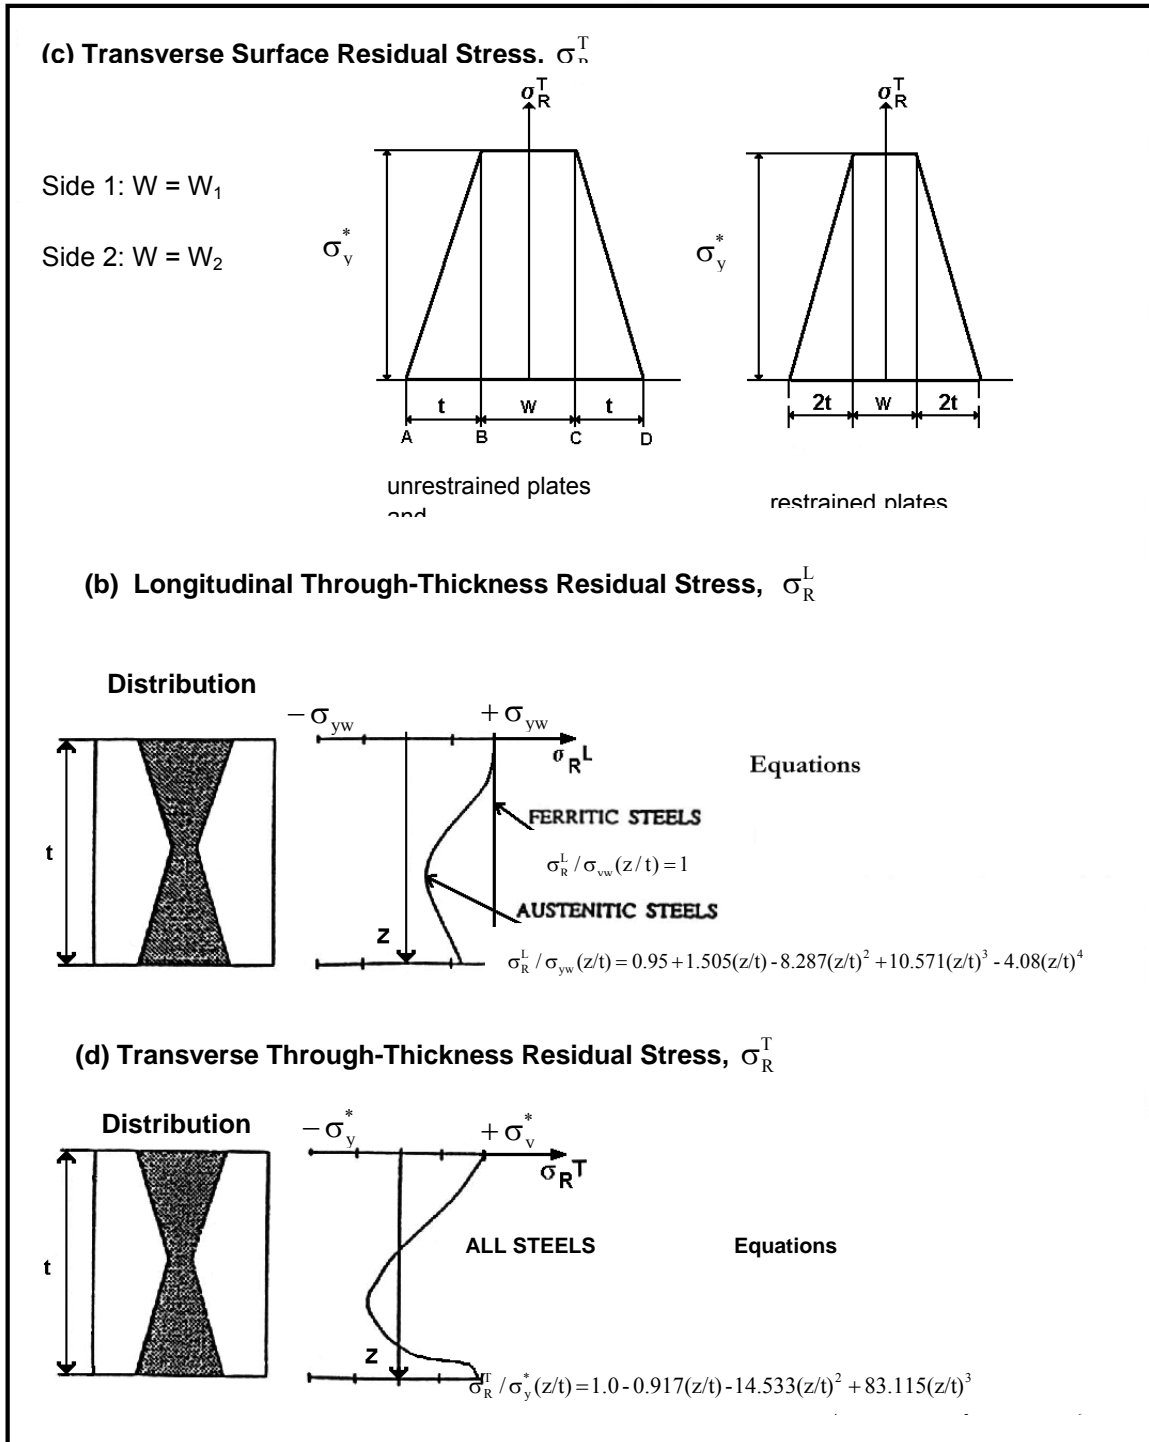 (c) Transverse Surface Residual Stress, σ_R^T
σ_R^T σ_R^T
Side 1: W = W₁
Side 2: W = W₂
σ_y^* σ_y^*
t W t 2t W 2t
A B C D
unrestrained plates
and
restrained plates
(b) Longitudinal Through-Thickness Residual Stress, σ_R^L
Distribution
− σ_yw + σ_yw
σ_R^L
Equations
FERRITIC STEELS
t
σ_R^L / σ_yw (z / t) = 1
AUSTENITIC STEELS
Z
σ_R^L / σ_yw (z/t) = 0.95 + 1.505(z/t) - 8.287(z/t)² + 10.571(z/t)³ - 4.08(z/t)⁴
(d) Transverse Through-Thickness Residual Stress, σ_R^T
Distribution
− σ_y^* + σ_y^*
σ_R^T
ALL STEELS Equations
t
Z
σ_R^T / σ_y^* (z/t) = 1.0 - 0.917(z/t) - 14.533(z/t)² + 83.115(z/t)³